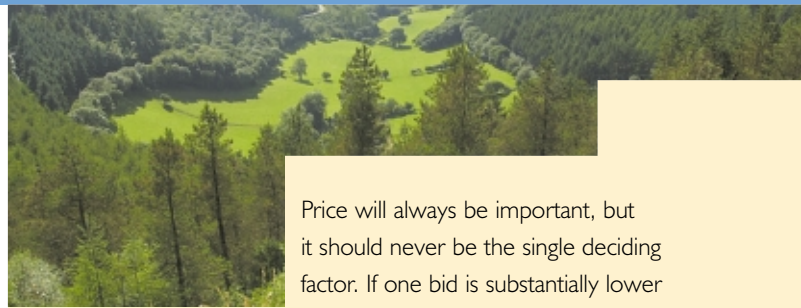 Price will always be important, but
it should never be the single deciding
factor. If one bid is substantially lower